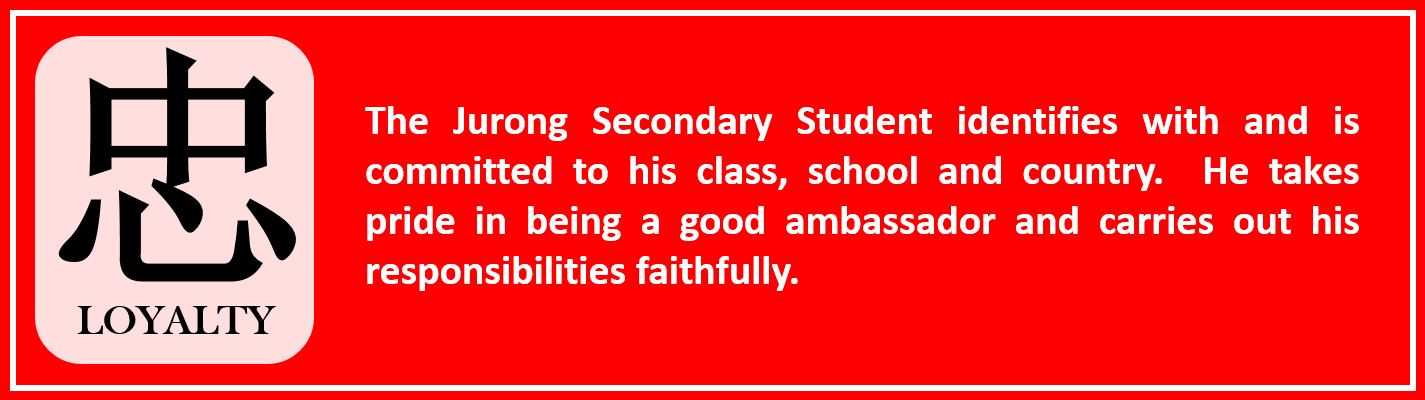 忠
LOYALTY
The Jurong Secondary Student identifies with and is
committed to his class, school and country.  He takes
pride in being a good ambassador and carries out his
responsibilities faithfully.